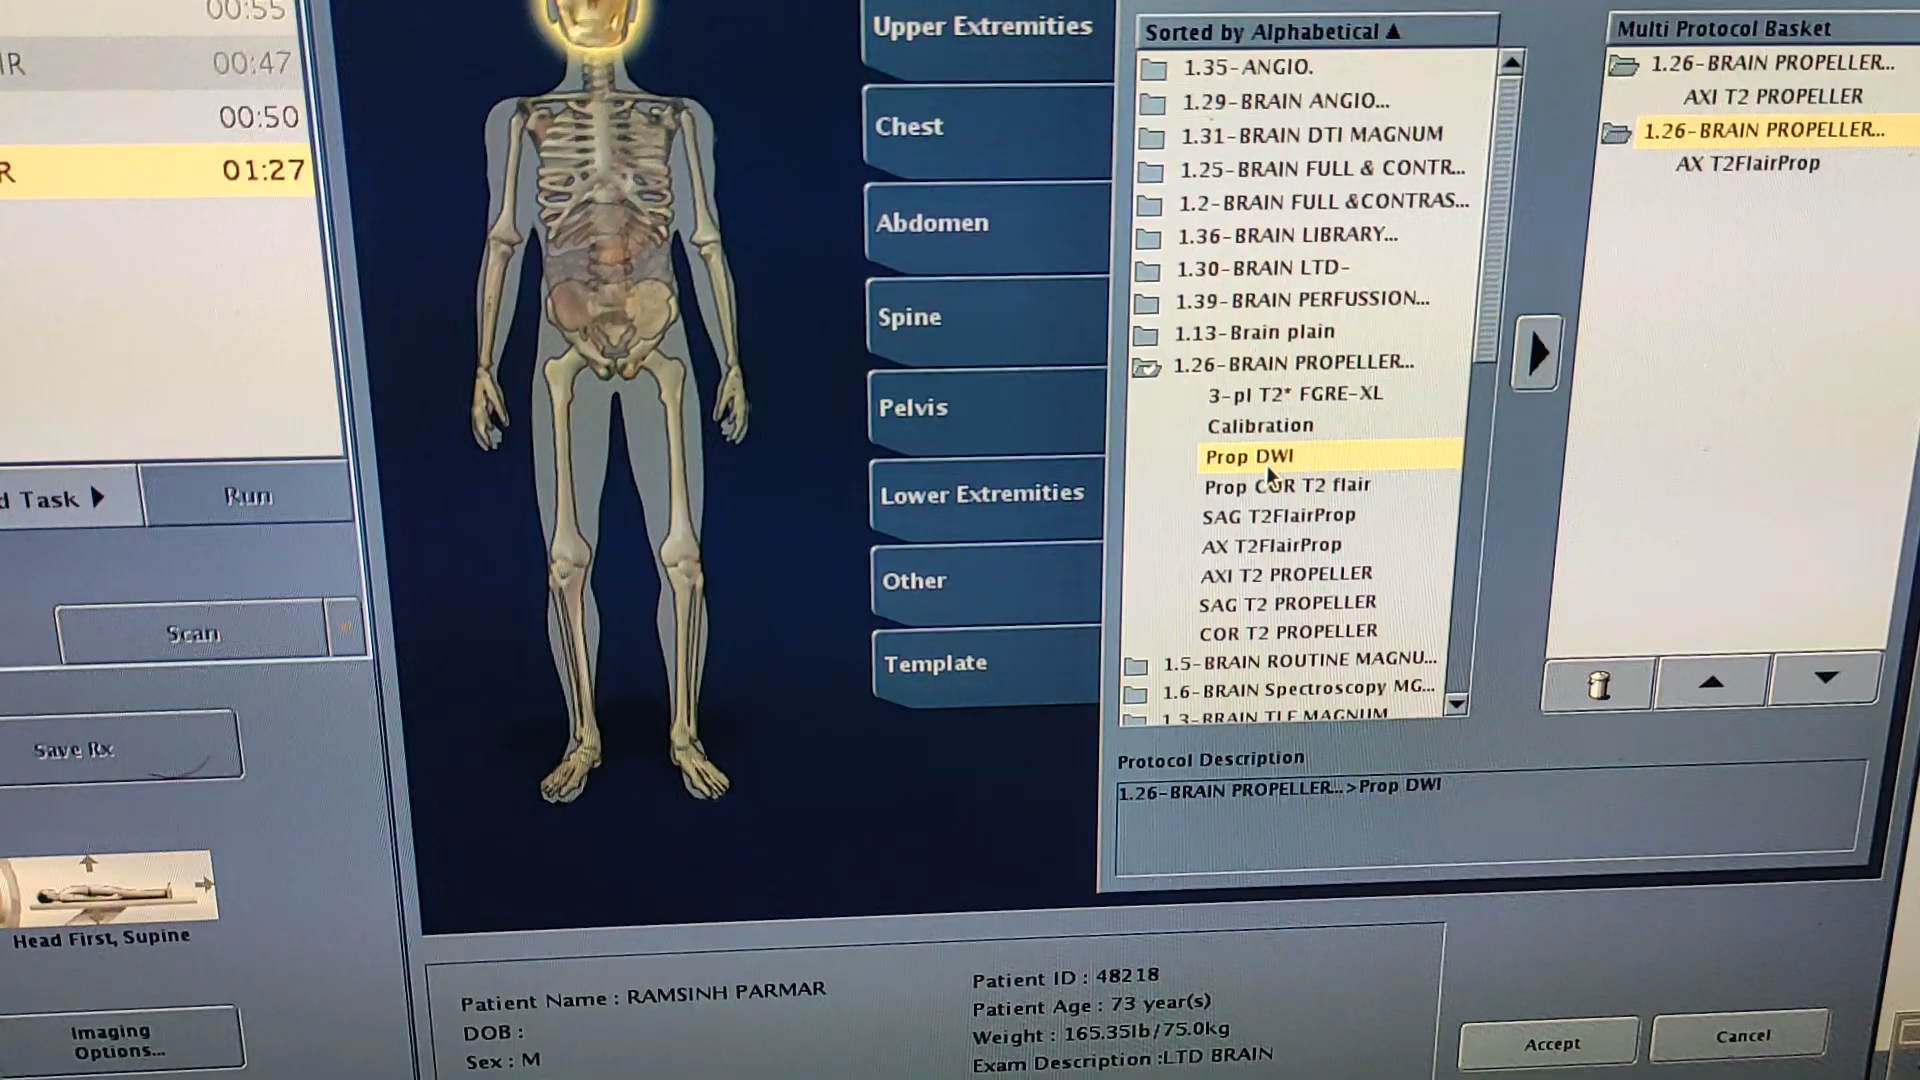 00:55
IR 00:47
00:50
R 01:27
d Task ▶
Run
Scan
Save Rx
Head First, Supine
Imaging
Options...
Upper Extremities
Chest
Abdomen
Spine
Pelvis
Lower Extremities
Other
Template
Sorted by Alphabetical ▲
1.35-ANGIO.
1.29-BRAIN ANGIO...
1.31-BRAIN DTI MAGNUM
1.25-BRAIN FULL & CONTR...
1.2-BRAIN FULL &CONTRAS...
1.36-BRAIN LIBRARY...
1.30-BRAIN LTD-
1.39-BRAIN PERFUSSION...
1.13-Brain plain
1.26-BRAIN PROPELLER...
3-pl T2* FGRE-XL
Calibration
Prop DWI
Prop COR T2 flair
SAG T2FlairProp
AX T2FlairProp
AXI T2 PROPELLER
SAG T2 PROPELLER
COR T2 PROPELLER
1.5-BRAIN ROUTINE MAGNU...
1.6-BRAIN Spectroscopy MG...
1.3-BRAIN TLE MAGNUM
Multi Protocol Basket
1.26-BRAIN PROPELLER...
AXI T2 PROPELLER
1.26-BRAIN PROPELLER...
AX T2FlairProp
Protocol Description
1.26-BRAIN PROPELLER...>Prop DWI
Patient Name : RAMSINH PARMAR
DOB :
Sex : M
Patient ID : 48218
Patient Age : 73 year(s)
Weight : 165.35lb/75.0kg
Exam Description :LTD BRAIN
Accept
Cancel